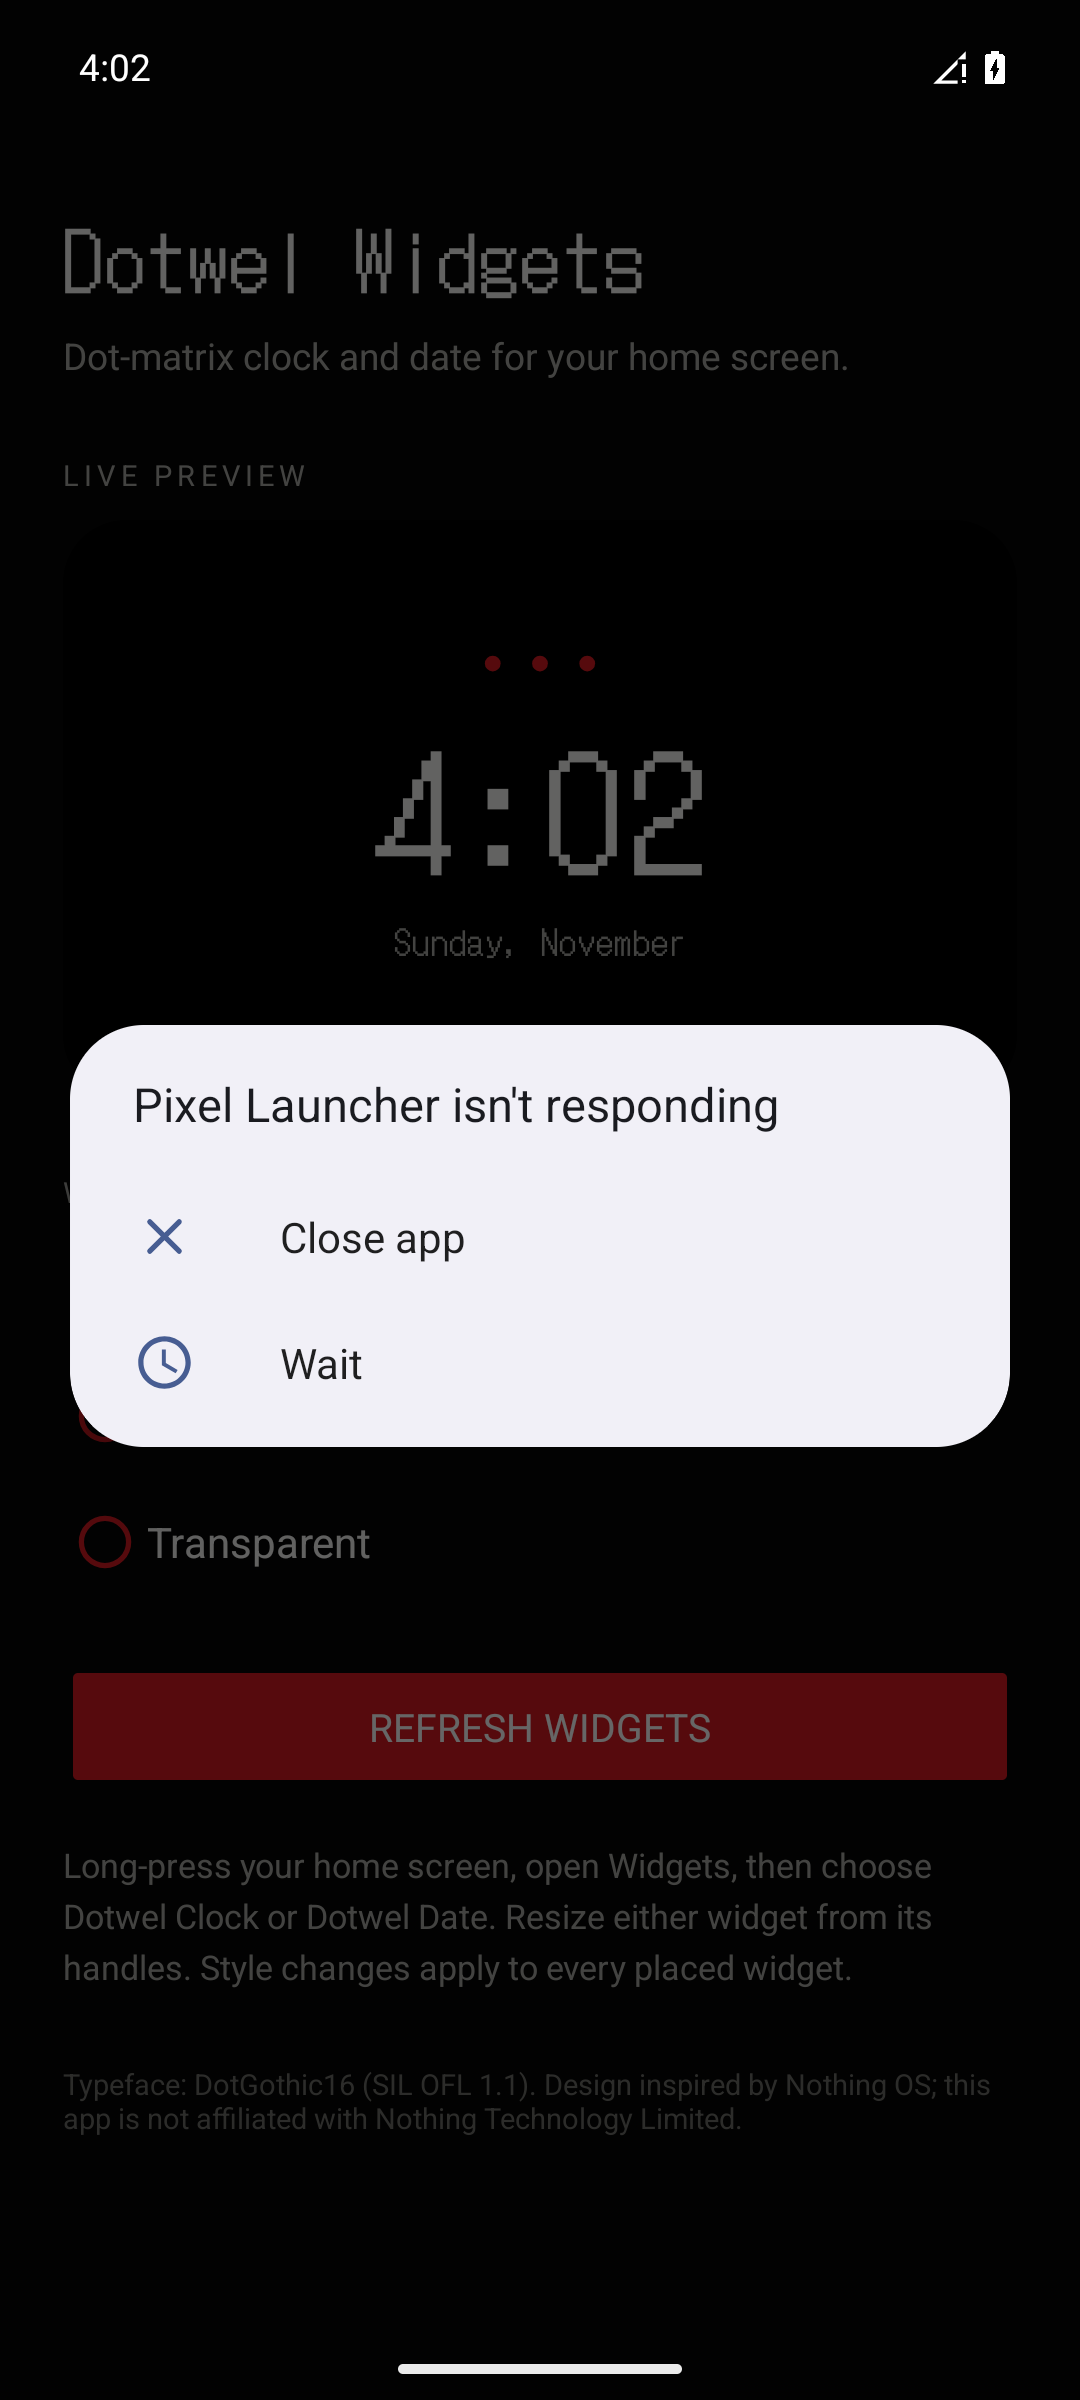 4:02
Dotwel Widgets
Dot-matrix clock and date for your home screen.
LIVE PREVIEW
4:02
Sunday, November
Pixel Launcher isn't responding
Close app
Wait
Transparent
REFRESH WIDGETS
Long-press your home screen, open Widgets, then choose
Dotwel Clock or Dotwel Date. Resize either widget from its
handles. Style changes apply to every placed widget.
Typeface: DotGothic16 (SIL OFL 1.1). Design inspired by Nothing OS; this
app is not affiliated with Nothing Technology Limited.